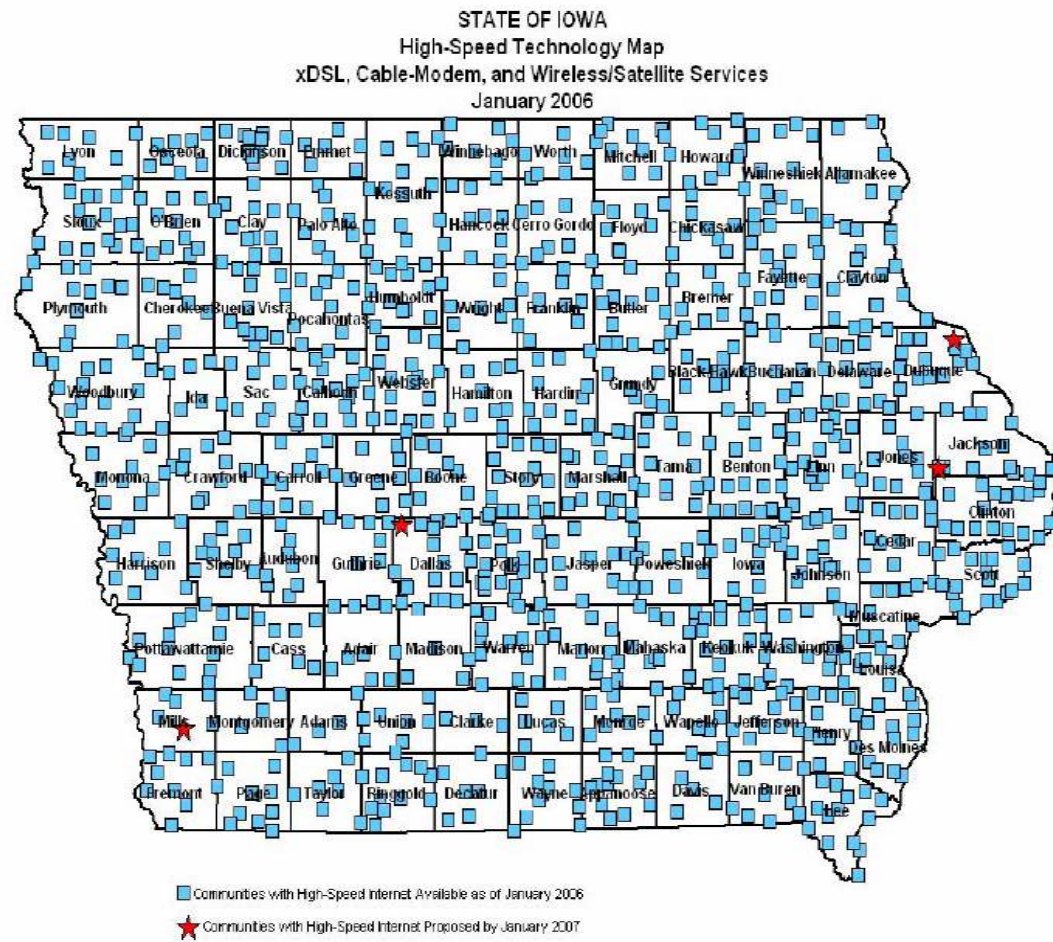 STATE OF IOWA
High-Speed Technology Map
xDSL, Cable-Modem, and Wireless/Satellite Services
January 2006
Lyon Osceola Dickinson Emmet Winnebago Worth Mitchell Howard Winneshiek Allamakee
Kossuth
Sioux O'Brien Clay Palo Alto Hancock Cerro Gordo Floyd Chickasaw
Fayette Clayton
Plymouth Cherokee Buena Vista Pocahontas Humboldt Wright Franklin Butler Bremer
Woodbury Ida Sac Calhoun Webster Hamilton Hardin Grundy Black Hawk Buchanan Delaware Dubuque
Jackson
Monona Crawford Carroll Greene Boone Story Marshall Tama Benton Linn Jones
Clinton
Harrison Shelby Audubon Guthrie Dallas Polk Jasper Poweshiek Iowa Johnson Cedar Scott
Muscatine
Pottawattamie Cass Adair Madison Warren Marion Mahaska Keokuk Washington
Louisa
Mills Montgomery Adams Union Clarke Lucas Monroe Wapello Jefferson Henry
Des Moines
Fremont Page Taylor Ringgold Decatur Wayne Appanoose Davis Van Buren
Lee
Communities with High-Speed Internet Available as of January 2006
Communities with High-Speed Internet Proposed by January 2007